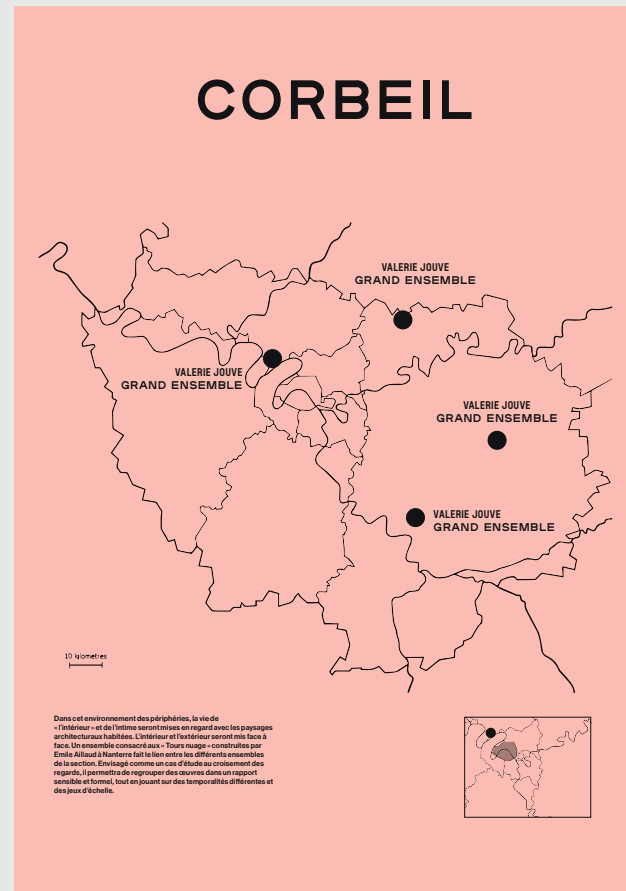 CORBEIL
VALERIE JOUVE
GRAND ENSEMBLE
VALERIE JOUVE
GRAND ENSEMBLE
VALERIE JOUVE
GRAND ENSEMBLE
VALERIE JOUVE
GRAND ENSEMBLE
10 kilometres
Dans cet environnement des périphéries, la vie de
« l'intérieur » et de l'intime seront mises en regard avec les paysages
architecturaux habitées. L'intérieur et l'extérieur seront mis face à
face. Un ensemble consacré aux « Tours nuage » construites par
Emile Aillaud à Nanterre fait le lien entre les différents ensembles
de la section. Envisagé comme un cas d'étude au croisement des
regards, il permettra de regrouper des œuvres dans un rapport
sensible et formel, tout en jouant sur des temporalités différentes et
des jeux d'échelle.